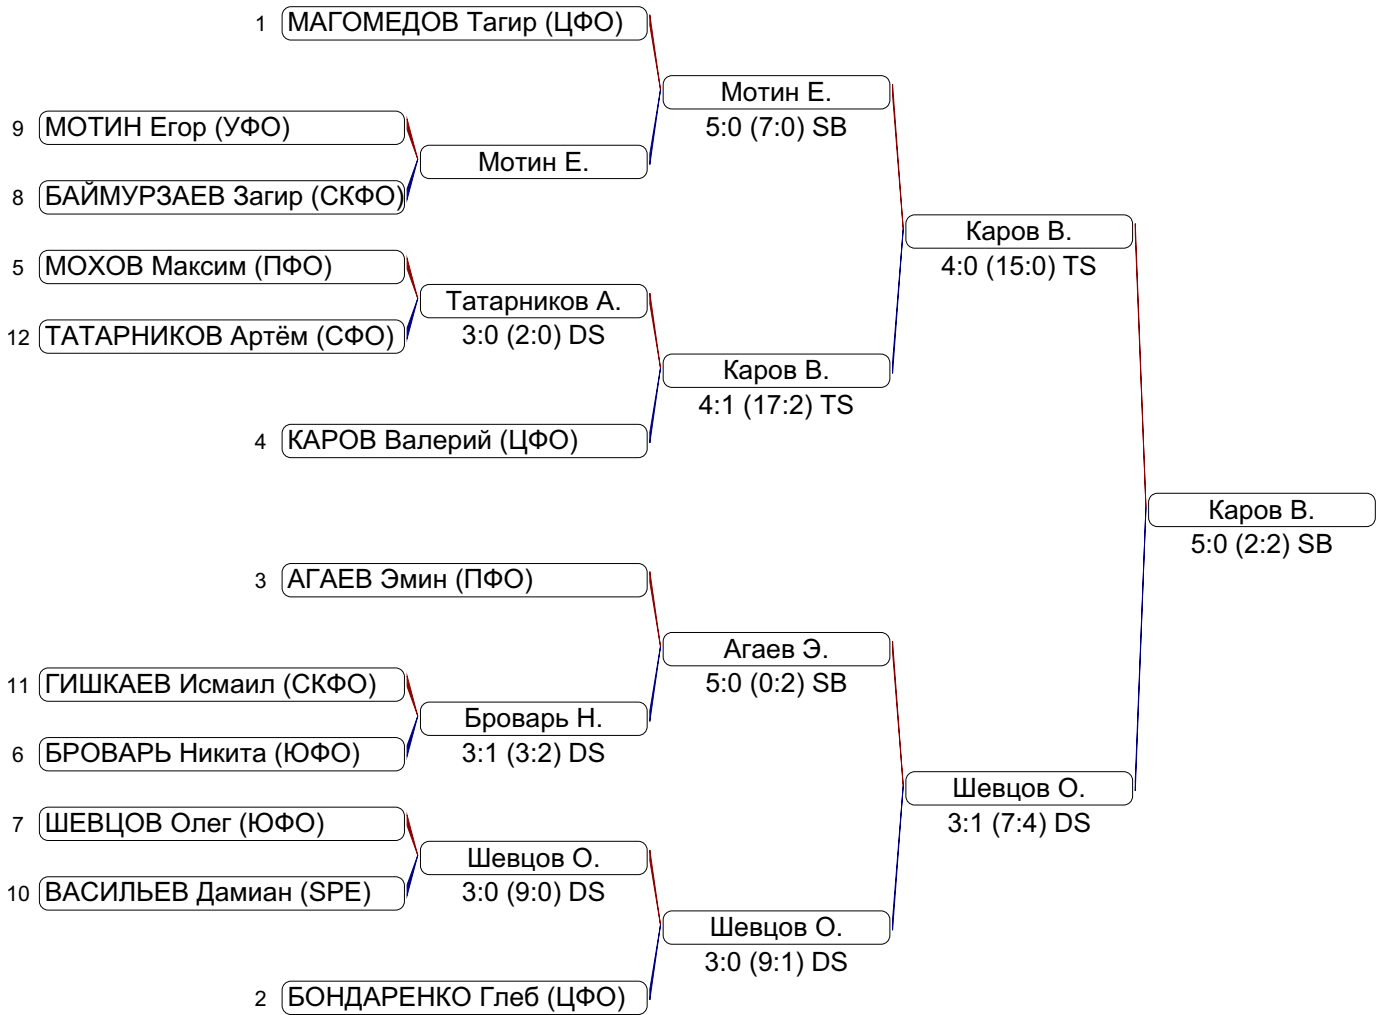 1 МАГОМЕДОВ Тагир (ЦФО)
Мотин Е.
5:0 (7:0) SB
9 МОТИН Егор (УФО)
Мотин Е.
8 БАЙМУРЗАЕВ Загир (СКФО)
Каров В.
4:0 (15:0) TS
5 МОХОВ Максим (ПФО)
Татарников А.
3:0 (2:0) DS
12 ТАТАРНИКОВ Артём (СФО)
Каров В.
4:1 (17:2) TS
4 КАРОВ Валерий (ЦФО)
Каров В.
5:0 (2:2) SB
3 АГАЕВ Эмин (ПФО)
Агаев Э.
5:0 (0:2) SB
11 ГИШКАЕВ Исмаил (СКФО)
Броварь Н.
3:1 (3:2) DS
6 БРОВАРЬ Никита (ЮФО)
Шевцов О.
3:1 (7:4) DS
7 ШЕВЦОВ Олег (ЮФО)
Шевцов О.
3:0 (9:0) DS
10 ВАСИЛЬЕВ Дамиан (SPE)
Шевцов О.
3:0 (9:1) DS
2 БОНДАРЕНКО Глеб (ЦФО)